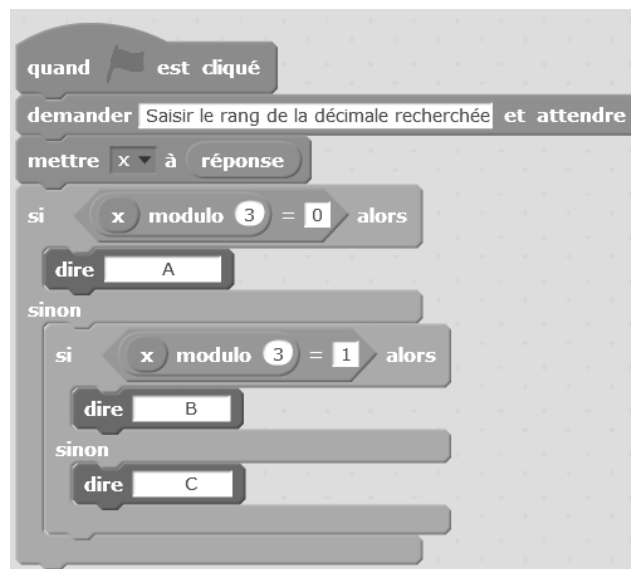 quand est cliqué
demander Saisir le rang de la décimale recherchée et attendre
mettre x à réponse
si x modulo 3 = 0 alors
dire A
sinon
si x modulo 3 = 1 alors
dire B
sinon
dire C